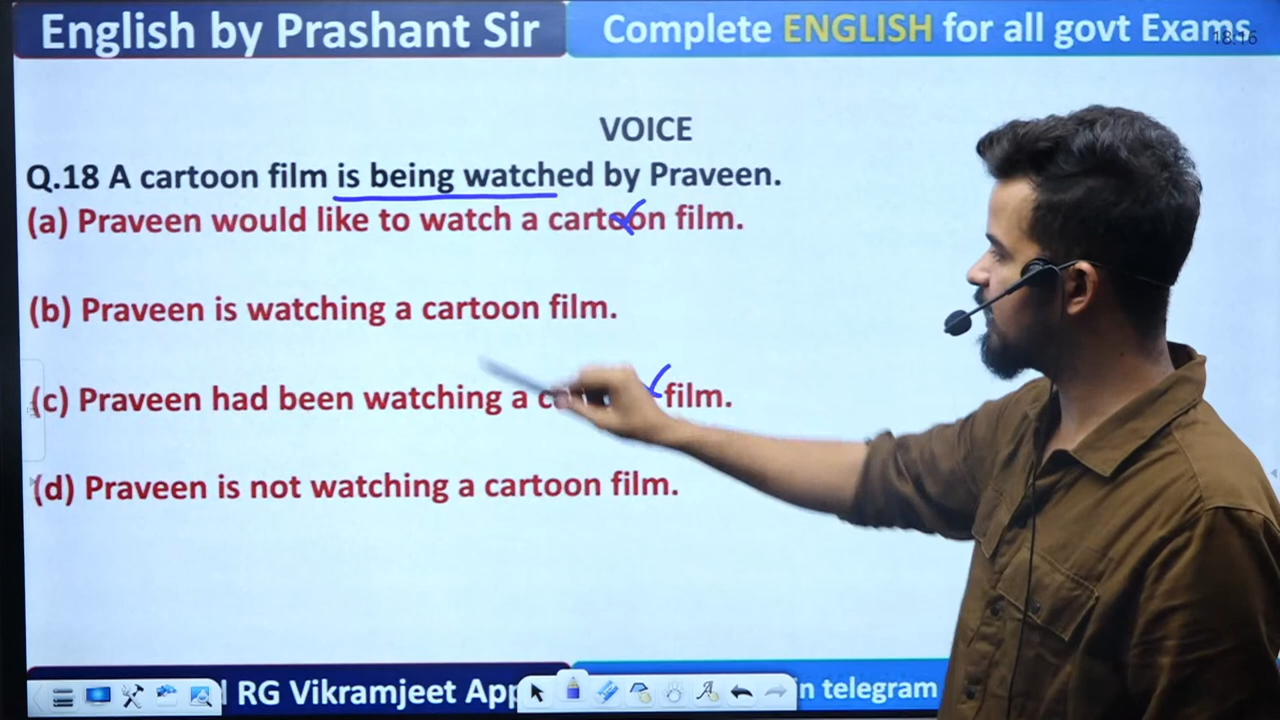 English by Prashant Sir
Complete ENGLISH for all govt Exams
18:16
VOICE
Q.18 A cartoon film is being watched by Praveen.
(a) Praveen would like to watch a cartoon film.
(b) Praveen is watching a cartoon film.
(c) Praveen had been watching a film.
(d) Praveen is not watching a cartoon film.
RG Vikramjeet App
in telegram